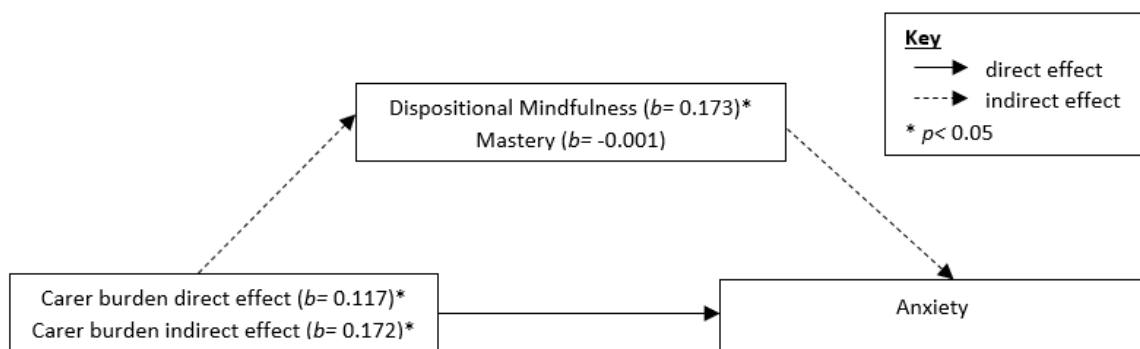 Key
direct effect
indirect effect
* p< 0.05
Dispositional Mindfulness (b= 0.173)*
Mastery (b= -0.001)
Carer burden direct effect (b= 0.117)*
Carer burden indirect effect (b= 0.172)*
Anxiety